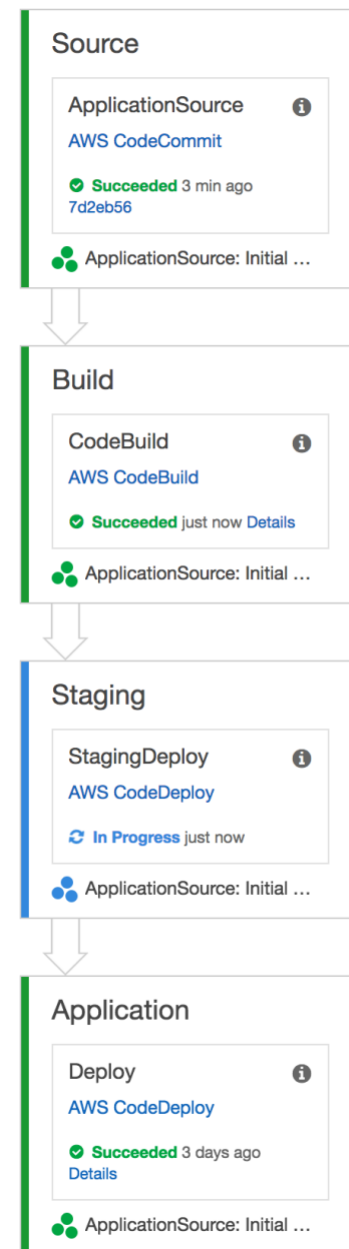 Source
ApplicationSource
AWS CodeCommit
Succeeded 3 min ago
7d2eb56
ApplicationSource: Initial ...
Build
CodeBuild
AWS CodeBuild
Succeeded just now Details
ApplicationSource: Initial ...
Staging
StagingDeploy
AWS CodeDeploy
In Progress just now
ApplicationSource: Initial ...
Application
Deploy
AWS CodeDeploy
Succeeded 3 days ago
Details
ApplicationSource: Initial ...